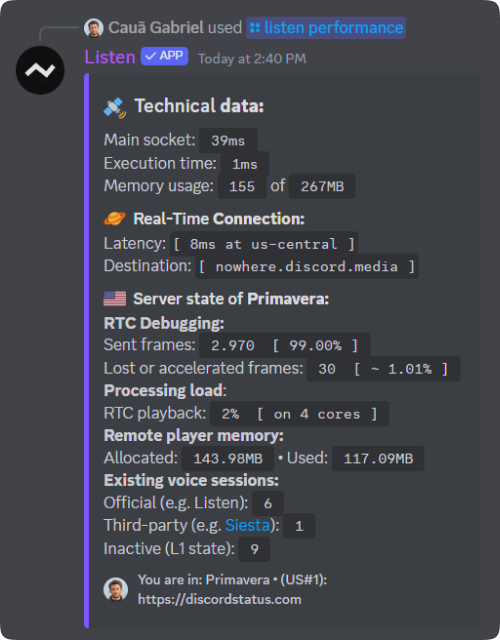 Cauã Gabriel used listen performance
Listen APP Today at 2:40 PM
Technical data:
Main socket: 39ms
Execution time: 1ms
Memory usage: 155 of 267MB
Real-Time Connection:
Latency: [ 8ms at us-central ]
Destination: [ nowhere.discord.media ]
Server state of Primavera:
RTC Debugging:
Sent frames: 2.970 [ 99.00% ]
Lost or accelerated frames: 30 [ ~ 1.01% ]
Processing load:
RTC playback: 2% [ on 4 cores ]
Remote player memory:
Allocated: 143.98MB • Used: 117.09MB
Existing voice sessions:
Official (e.g. Listen): 6
Third-party (e.g. Siesta): 1
Inactive (L1 state): 9
You are in: Primavera • (US#1):
https://discordstatus.com